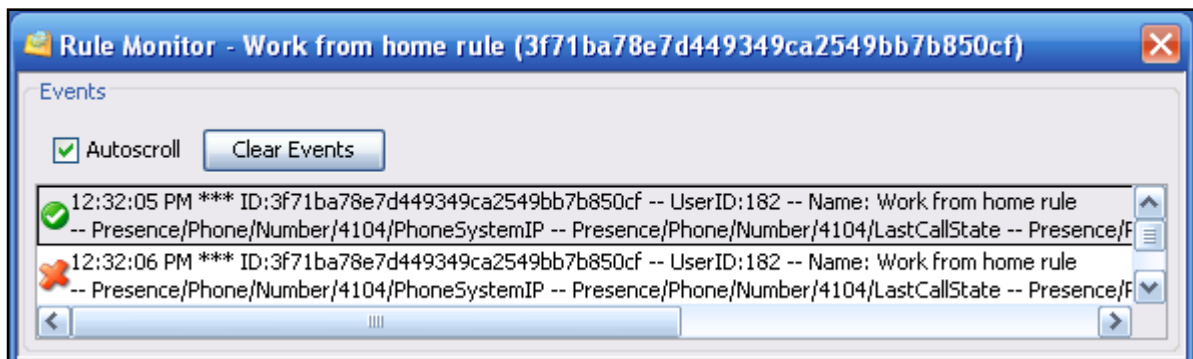 Rule Monitor - Work from home rule (3f71ba78e7d449349ca2549bb7b850cf)
Events
Autoscroll Clear Events
12:32:05 PM *** ID:3f71ba78e7d449349ca2549bb7b850cf -- UserID:182 -- Name: Work from home rule
-- Presence/Phone/Number/4104/PhoneSystemIP -- Presence/Phone/Number/4104/LastCallState -- Presence/
12:32:06 PM *** ID:3f71ba78e7d449349ca2549bb7b850cf -- UserID:182 -- Name: Work from home rule
-- Presence/Phone/Number/4104/PhoneSystemIP -- Presence/Phone/Number/4104/LastCallState -- Presence/